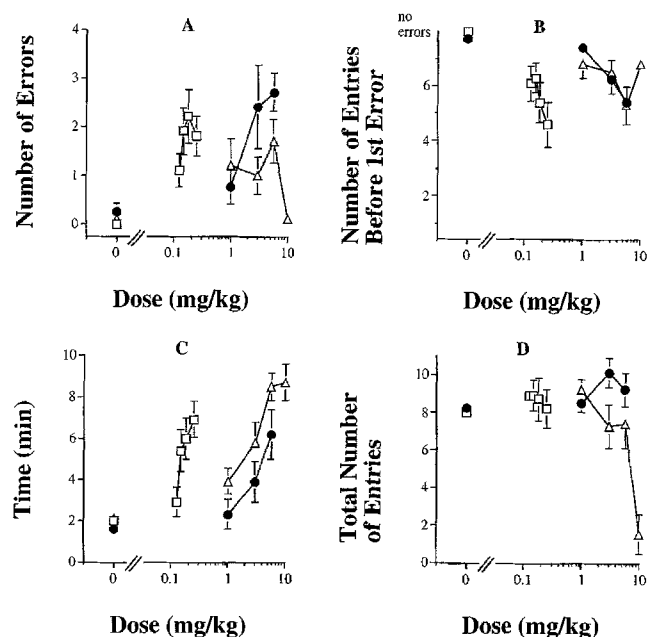 A
Number of Errors
4
3
2
1
0
0
0.1
1
10
Dose (mg/kg)
B
Number of Entries
Before 1st Error
no
errors
6
4
2
0
0.1
1
10
Dose (mg/kg)
C
Time (min)
10
8
6
4
2
0
0
0.1
1
10
Dose (mg/kg)
D
Total Number
of Entries
10
8
6
4
2
0
0
0.1
1
10
Dose (mg/kg)